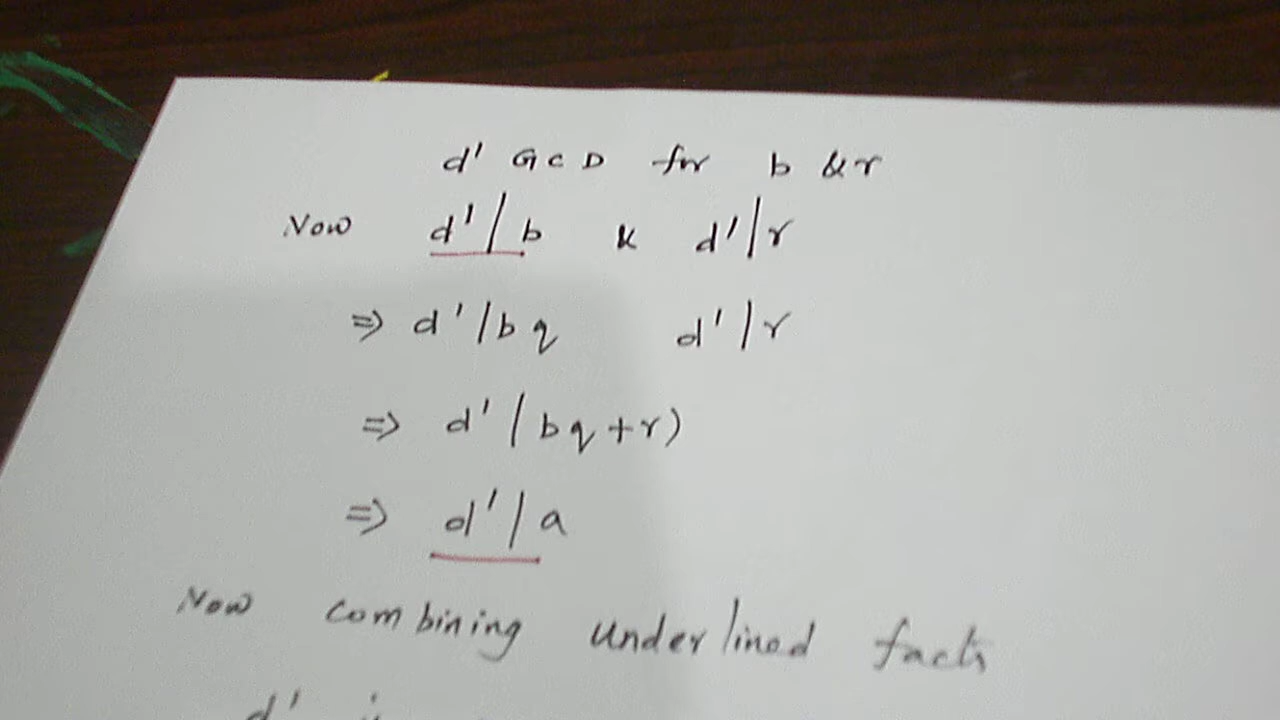 d' GCD for b & r
Now d'/b & d'/r
⇒ d'/bq d'/r
⇒ d'/(bq+r)
⇒ d'/a
Now combining underlined facts
d'